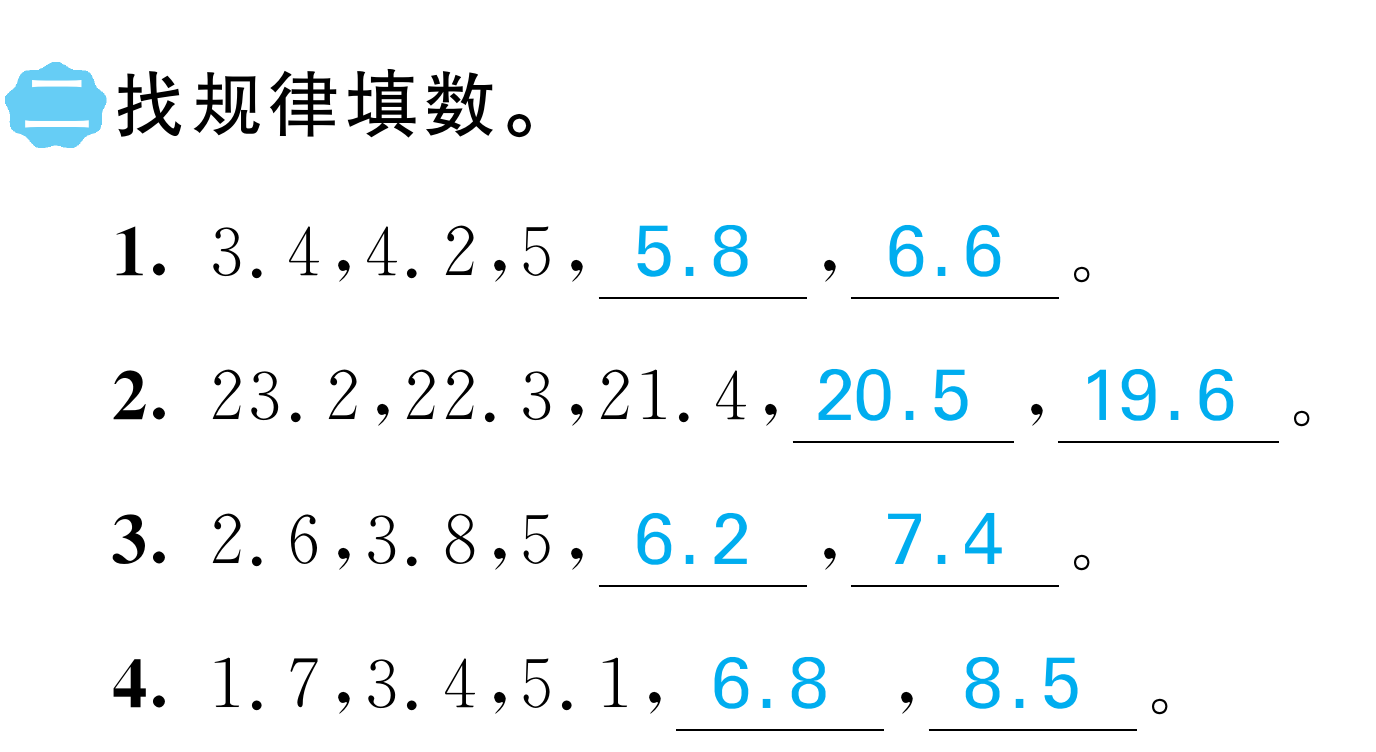 二 找规律填数。
1. 3.4,4.2,5, 5.8 , 6.6 。
2. 23.2,22.3,21.4, 20.5 , 19.6 。
3. 2.6,3.8,5, 6.2 , 7.4 。
4. 1.7,3.4,5.1, 6.8 , 8.5 。